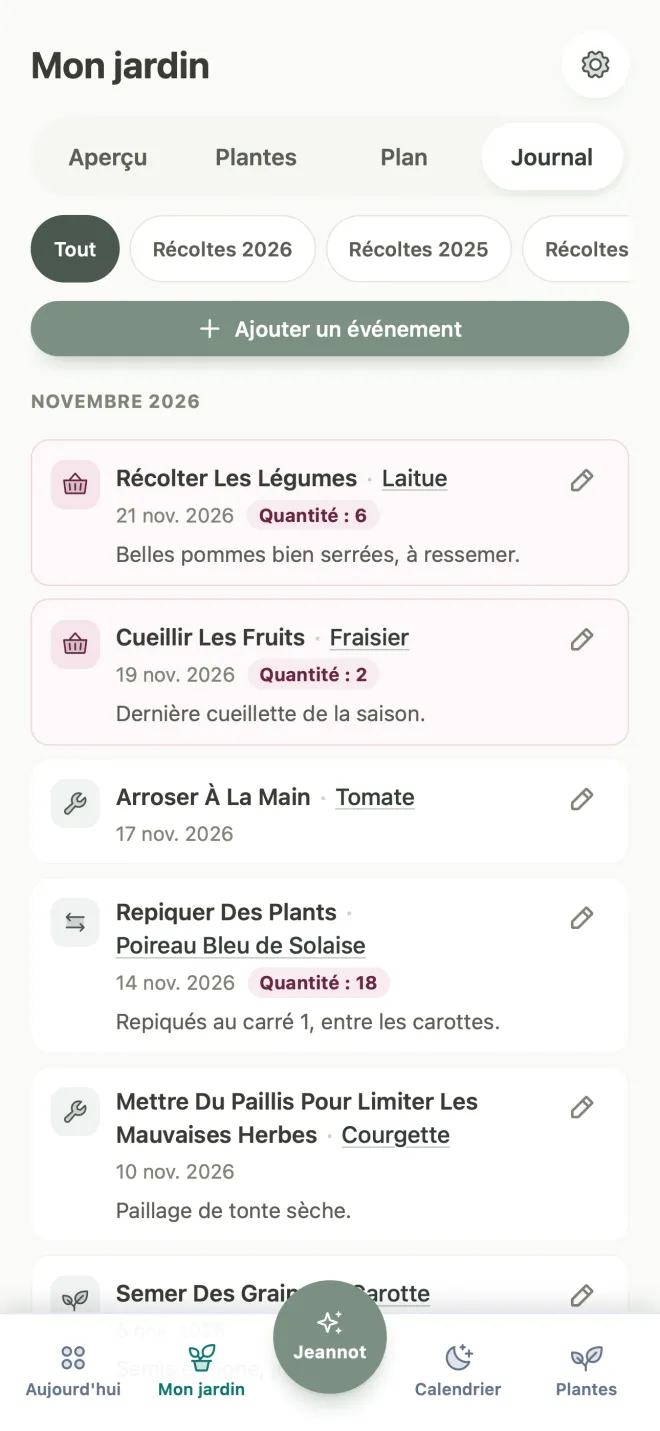 Mon jardin
Aperçu
Plantes
Plan
Journal
Tout
Récoltes 2026
Récoltes 2025
Récoltes
Ajouter un événement
NOVEMBRE 2026
Récolter Les Légumes · Laitue
21 nov. 2026 Quantité : 6
Belles pommes bien serrées, à ressemer.
Cueillir Les Fruits · Fraisier
19 nov. 2026 Quantité : 2
Dernière cueillette de la saison.
Arroser À La Main · Tomate
17 nov. 2026
Repiquer Des Plants ·
Poireau Bleu de Solaise
14 nov. 2026 Quantité : 18
Repiqués au carré 1, entre les carottes.
Mettre Du Paillis Pour Limiter Les
Mauvaises Herbes · Courgette
10 nov. 2026
Paillage de tonte sèche.
Semer Des
Jeannot
Aujourd'hui
Mon jardin
Calendrier
Plantes